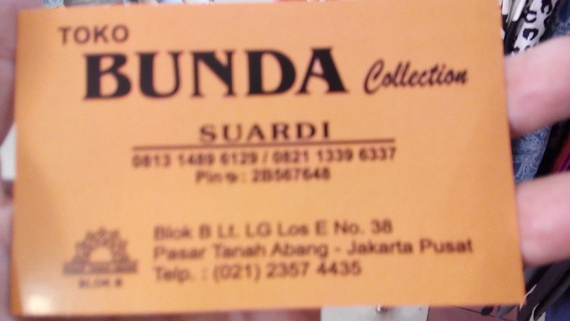 TOKO
BUNDA Collection
SUARDI
0813 1489 6129 / 0821 1339 6337
Pin : 2B567648
Blok B Lt. LG Los E No. 38
Pasar Tanah Abang - Jakarta Pusat
Telp. : (021) 2357 4435
BLOK B